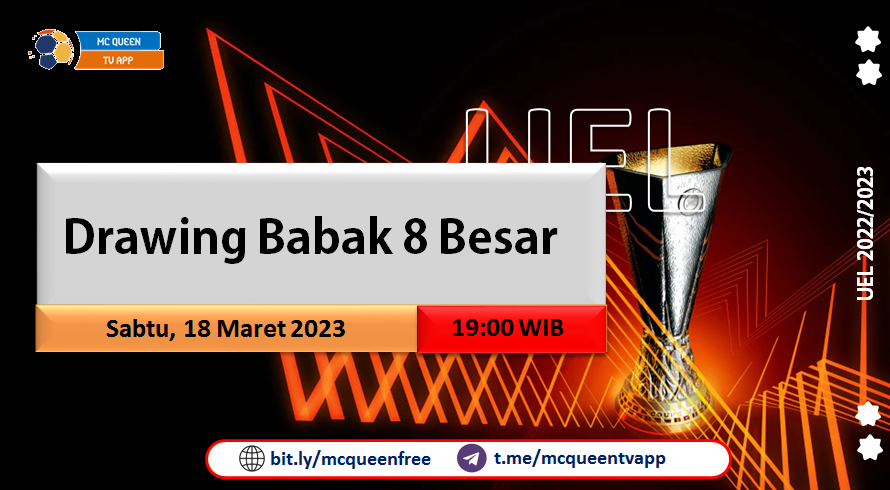 MC QUEEN
TV APP
UEL
Drawing Babak 8 Besar
Sabtu, 18 Maret 2023
19:00 WIB
UEL 2022/2023
bit.ly/mcqueenfree
t.me/mcqueentvapp